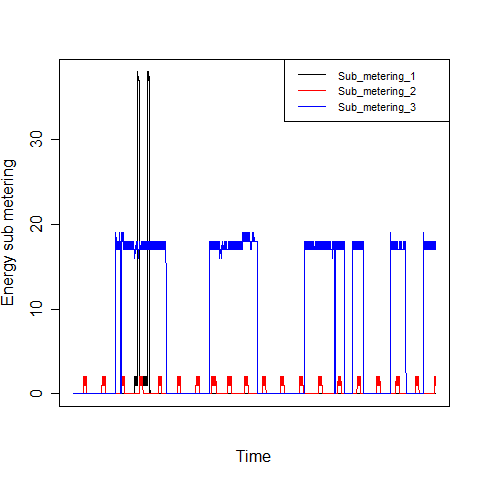 Sub_metering_1
Sub_metering_2
Sub_metering_3
Energy sub metering
30
20
10
0
Time